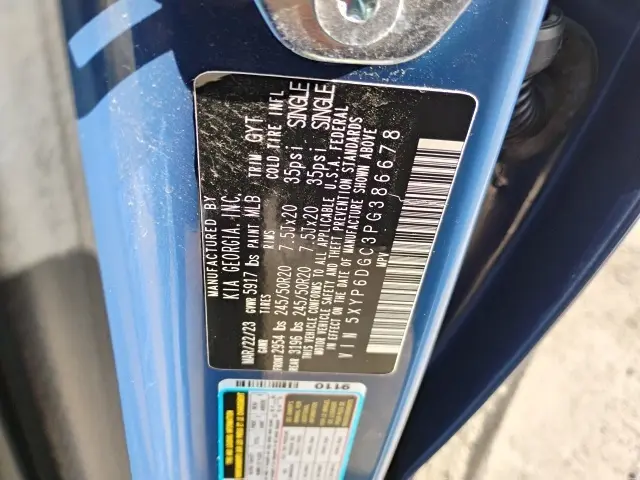 MANUFACTURED BY
KIA GEORGIA, INC.
MAR/22/23 GVWR 5917 lbs PAINT MLB TRIM GYT
GAWR TIRES RIMS COLD TIRE INFL
FRONT 2954 lbs 245/50R20 7.5Jx20 35psi SINGLE
REAR 3196 lbs 245/50R20 7.5Jx20 35psi SINGLE
THIS VEHICLE CONFORMS TO ALL APPLICABLE U.S.A. FEDERAL
MOTOR VEHICLE SAFETY AND THEFT PREVENTION STANDARDS
IN EFFECT ON THE DATE OF MANUFACTURE SHOWN ABOVE
VIN 5XYP6DGC3PG386678
MPV
9110